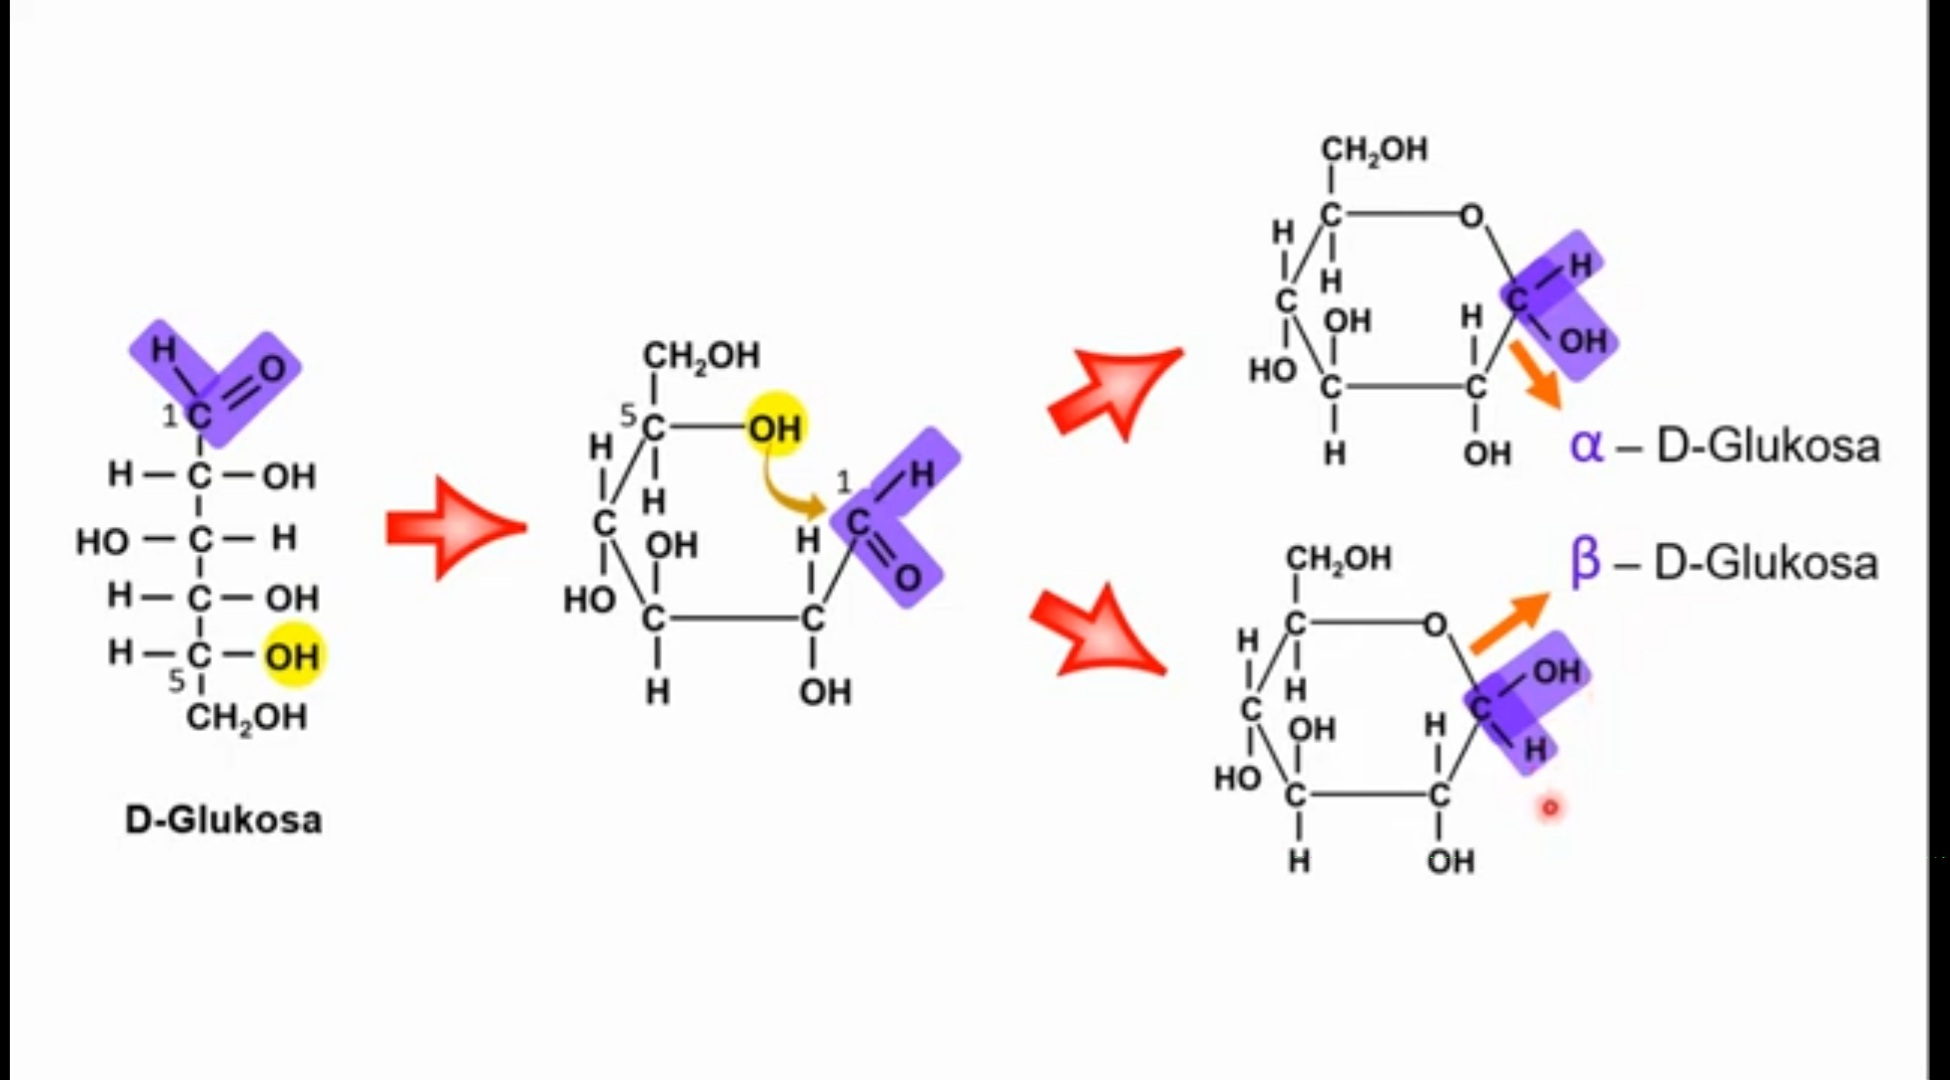 H
O
1 C
H – C – OH
HO – C – H
H – C – OH
H – C – OH
5
CH₂OH
D-Glukosa
CH₂OH
5 C OH
H
H
1 H
C
C
OH
H
O
HO
C C
H OH
CH₂OH
C O
H
H
H
C C
OH
H
OH
HO
C C
H OH
α – D-Glukosa
β – D-Glukosa
CH₂OH
C O
H
H
OH
C C
OH
H
H
HO
C C
H OH